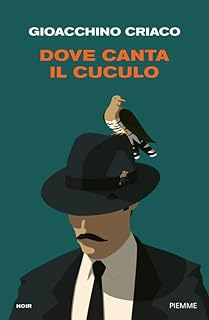 GIOACCHINO CRIACO
DOVE CANTA
IL CUCULO
NOIR
PIEMME